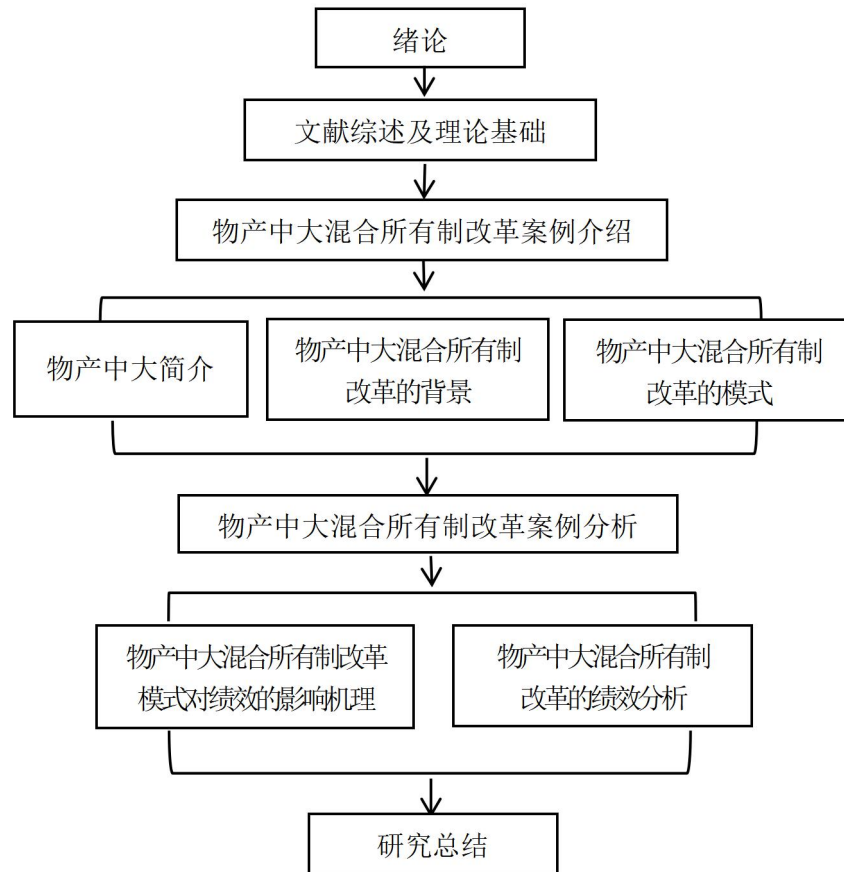 绪论
文献综述及理论基础
物产中大混合所有制改革案例介绍
物产中大简介
物产中大混合所有制
改革的背景
物产中大混合所有制
改革的模式
物产中大混合所有制改革案例分析
物产中大混合所有制改革
模式对绩效的影响机理
物产中大混合所有制
改革的绩效分析
研究总结